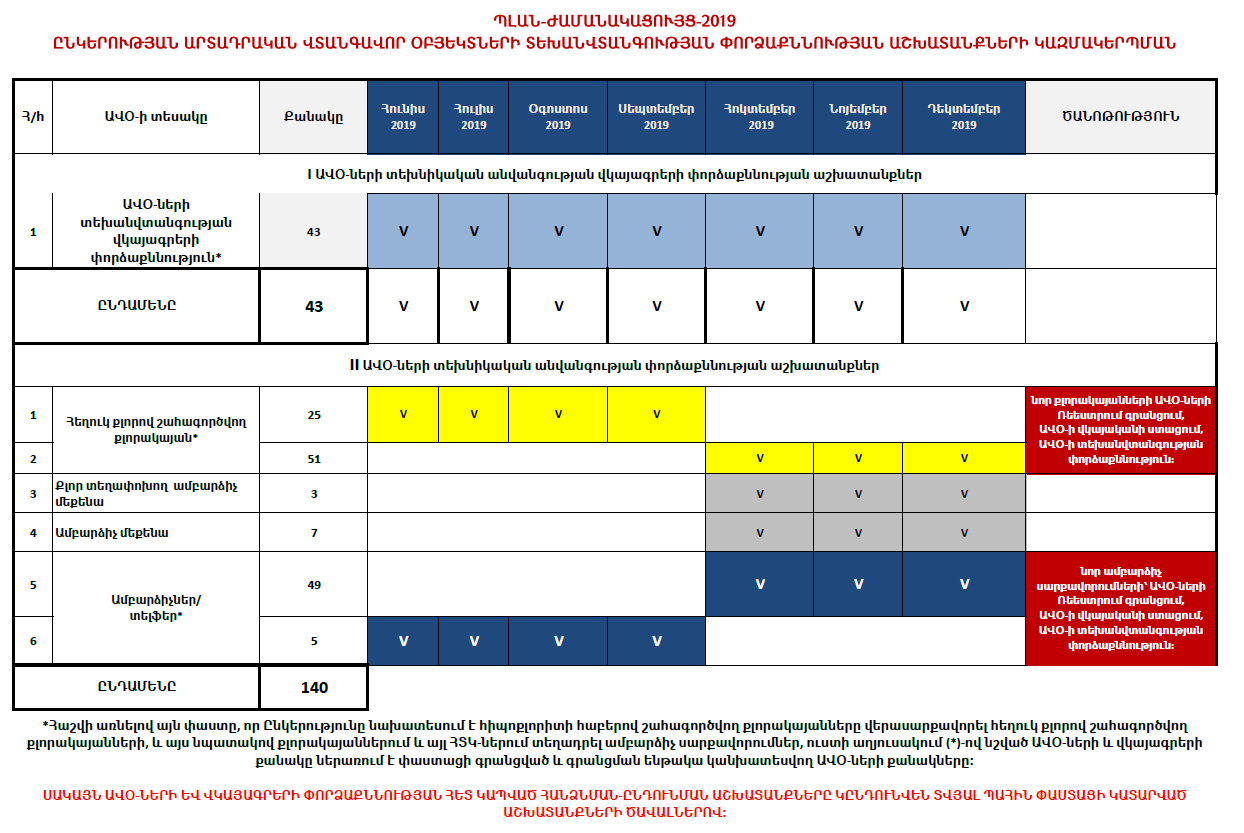 ՊԼԱՆ-ԺԱՄԱՆԱԿԱՑՈՒՅՑ-2019
ԸՆԿԵՐՈՒԹՅԱՆ ԱՐՏԱԴՐԱԿԱՆ ՎՏԱՆԳԱՎՈՐ ՕԲՅԵԿՏՆԵՐԻ ՏԵԽԱՆՎՏԱՆԳՈՒԹՅԱՆ ՓՈՐՁԱՔՆՆՈՒԹՅԱՆ ԱՇԽԱՏԱՆՔՆԵՐԻ ԿԱԶՄԱԿԵՐՊՄԱՆ
Հ/հ ԱՎՕ-ի տեսակը Քանակը Հունիս 2019 Հուլիս 2019 Օգոստոս 2019 Սեպտեմբեր 2019 Հոկտեմբեր 2019 Նոյեմբեր 2019 Դեկտեմբեր 2019 ԾԱՆՈԹՈՒԹՅՈՒՆ
I ԱՎՕ-ների տեխնիկական անվանգության վկայագրերի փորձաքննության աշխատանքներ
1 ԱՎՕ-ների
տեխանվտանգության
վկայագրերի
փորձաքննություն*
43 V V V V V V V
ԸՆԴԱՄԵՆԸ 43 V V V V V V V
II ԱՎՕ-ների տեխնիկական անվանգության փորձաքննության աշխատանքներ
1 Հեղուկ քլորով շահագործվող
քլորակայան*
25 V V V V
նոր քլորակայանների ԱՎՕ-ների
Ռեեստրում գրանցում,
ԱՎՕ-ի վկայականի ստացում,
ԱՎՕ-ի տեխանվտանգության
փորձաքննություն:
2 51 V V V
3 Քլոր տեղափոխող ամբարձիչ
մեքենա
3 V V V
4 Ամբարձիչ մեքենա 7 V V V
5 Ամբարձիչներ/
տելֆեր*
49 V V V
նոր ամբարձիչ
սարքավորումների՝ ԱՎՕ-ների
Ռեեստրում գրանցում,
ԱՎՕ-ի վկայականի ստացում,
ԱՎՕ-ի տեխանվտանգության
փորձաքննություն:
6 5 V V V V
ԸՆԴԱՄԵՆԸ 140
*Հաշվի առնելով այն փաստը, որ Ընկերությունը նախատեսում է հիպոքլորիտի հաբերով շահագործվող քլորակայանները վերասարքավորել հեղուկ քլորով շահագործվող
քլորակայանների, և այս նպատակով քլորակայաններում և այլ ՀՏԿ-ներում տեղադրել ամբարձիչ սարքավորումներ, ուստի աղյուսակում (*)-ով նշված ԱՎՕ-ների և վկայագրերի
քանակը ներառում է փաստացի գրանցված և գրանցման ենթակա կանխատեսվող ԱՎՕ-ների քանակները:
ՍԱԿԱՅՆ ԱՎՕ-ՆԵՐԻ ԵՎ ՎԿԱՅԱԳՐԵՐԻ ՓՈՐՁԱՔՆՆՈՒԹՅԱՆ ՀԵՏ ԿԱՊՎԱԾ ՀԱՆՁՆՄԱՆ-ԸՆԴՈՒՆՄԱՆ ԱՇԽԱՏԱՆՔՆԵՐԸ ԿԸՆԴՈՒՆՎԵՆ ՏՎՅԱԼ ՊԱՀԻՆ ՓԱՍՏԱՑԻ ԿԱՏԱՐՎԱԾ
ԱՇԽԱՏԱՆՔՆԵՐԻ ԾԱՎԱԼՆԵՐՈՎ: